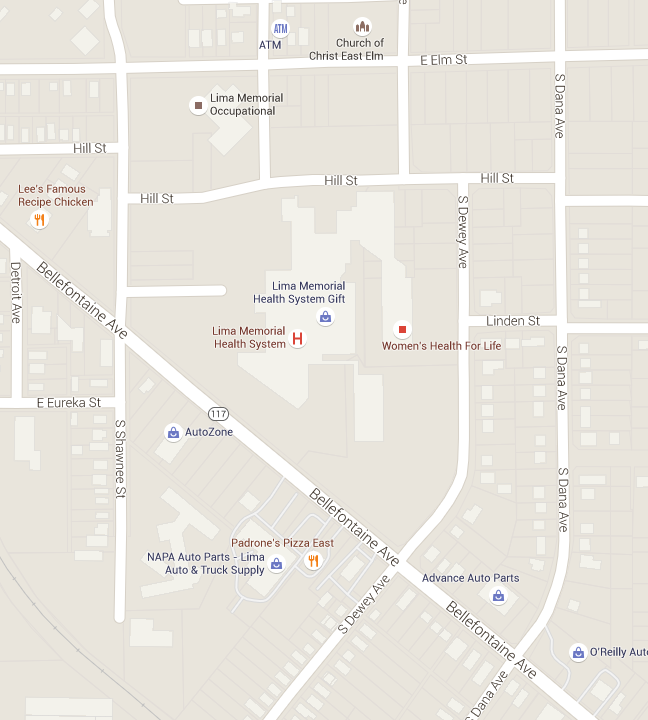 ATM
ATM
Church of
Christ East Elm
E Elm St
S Dana Ave
Lima Memorial
Occupational
Hill St
Hill St
Hill St
Hill St
Lee's Famous
Recipe Chicken
S Dewey Ave
Detroit Ave
Bellefontaine Ave
Lima Memorial
Health System Gift
Linden St
Lima Memorial
Health System
H
Women's Health For Life
S Dana Ave
E Eureka St
117
AutoZone
S Shawnee St
S Dana Ave
Bellefontaine Ave
Padrone's Pizza East
NAPA Auto Parts - Lima
Auto & Truck Supply
Advance Auto Parts
S Dewey Ave
Bellefontaine Ave
O'Reilly Auto
S Dana Ave